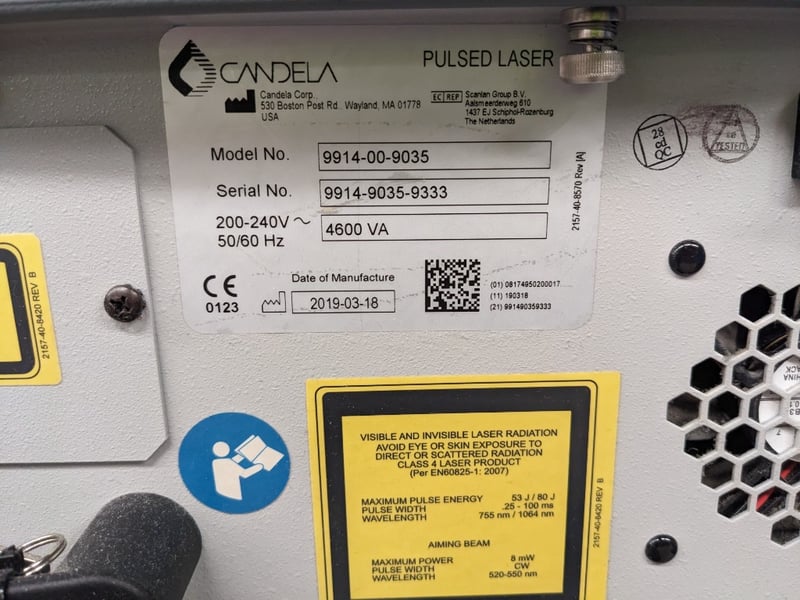 CANDELA
PULSED LASER
Candela Corp.,
530 Boston Post Rd., Wayland, MA 01778
USA
EC REP
Scanlan Group B.V.
Aalsmeerderweg 610
1437 EJ Schiphol-Rozenburg
The Netherlands
Model No. 9914-00-9035
Serial No. 9914-9035-9333
200-240V ~
50/60 Hz
4600 VA
CE
0123
Date of Manufacture
2019-03-18
(01) 08174950200017
(11) 190318
(21) 991490359333
2157-40-8570 Rev [A]
28
QC
TESTED
2157-40-8420 REV B
VISIBLE AND INVISIBLE LASER RADIATION
AVOID EYE OR SKIN EXPOSURE TO
DIRECT OR SCATTERED RADIATION
CLASS 4 LASER PRODUCT
(Per EN60825-1: 2007)
MAXIMUM PULSE ENERGY 53 J / 80 J
PULSE WIDTH .25 - 100 ms
WAVELENGTH 755 nm / 1064 nm
AIMING BEAM
MAXIMUM POWER 8 mW
PULSE WIDTH CW
WAVELENGTH 520-550 nm
2157-40-8420 REV B